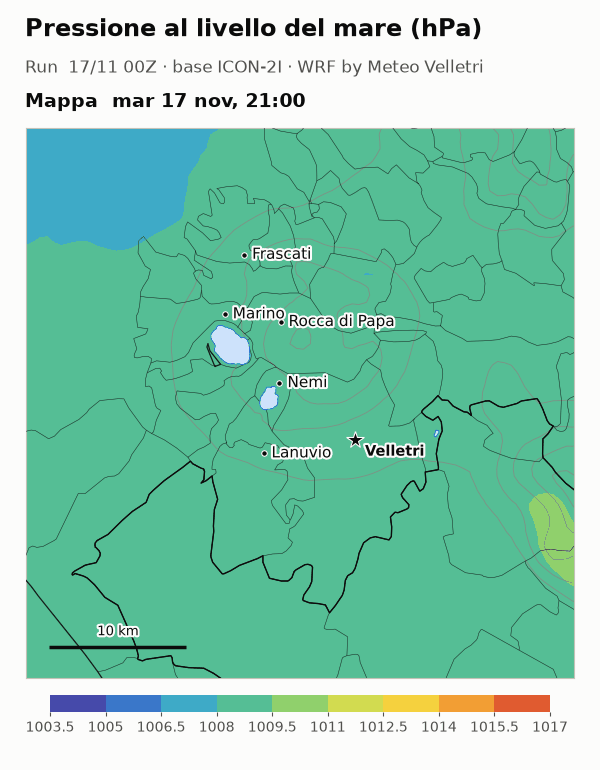 Pressione al livello del mare (hPa)
Run  17/11 00Z · base ICON-2I · WRF by Meteo Velletri
Mappa  mar 17 nov, 21:00
Frascati
Marino
Rocca di Papa
Nemi
Velletri
Lanuvio
10 km
1003.5 1005 1006.5 1008 1009.5 1011 1012.5 1014 1015.5 1017